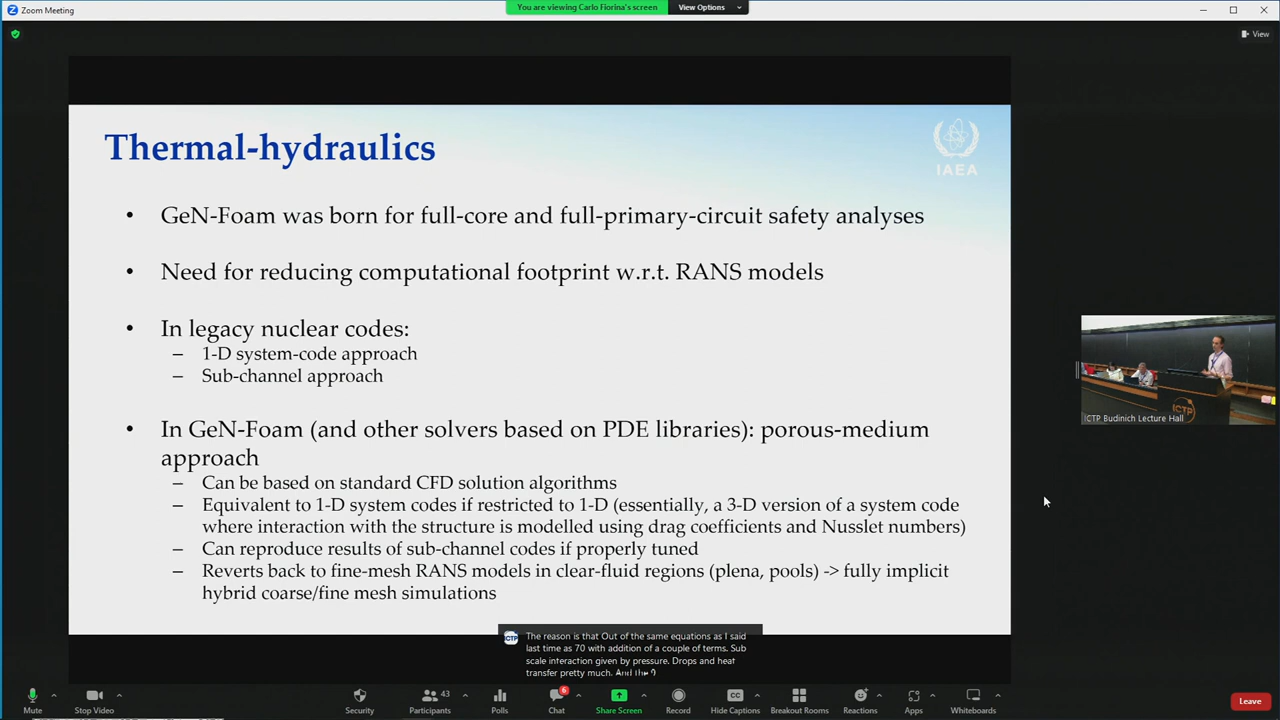 Zoom Meeting
You are viewing Carlo Fiorina's screen
View Options
View
Thermal-hydraulics
IAEA
• GeN-Foam was born for full-core and full-primary-circuit safety analyses
• Need for reducing computational footprint w.r.t. RANS models
• In legacy nuclear codes:
– 1-D system-code approach
– Sub-channel approach
• In GeN-Foam (and other solvers based on PDE libraries): porous-medium
approach
– Can be based on standard CFD solution algorithms
– Equivalent to 1-D system codes if restricted to 1-D (essentially, a 3-D version of a system code
where interaction with the structure is modelled using drag coefficients and Nusslet numbers)
– Can reproduce results of sub-channel codes if properly tuned
– Reverts back to fine-mesh RANS models in clear-fluid regions (plena, pools) -> fully implicit
hybrid coarse/fine mesh simulations
ICTP
ICTP Budinich Lecture Hall
ICTP
The reason is that Out of the same equations as I said
last time as 70 with addition of a couple of terms. Sub
scale interaction given by pressure. Drops and heat
transfer pretty much. And the
43
6
Mute
Stop Video
Security
Participants
Polls
Chat
Share Screen
Record
Hide Captions
Breakout Rooms
Reactions
Apps
Whiteboards
Leave